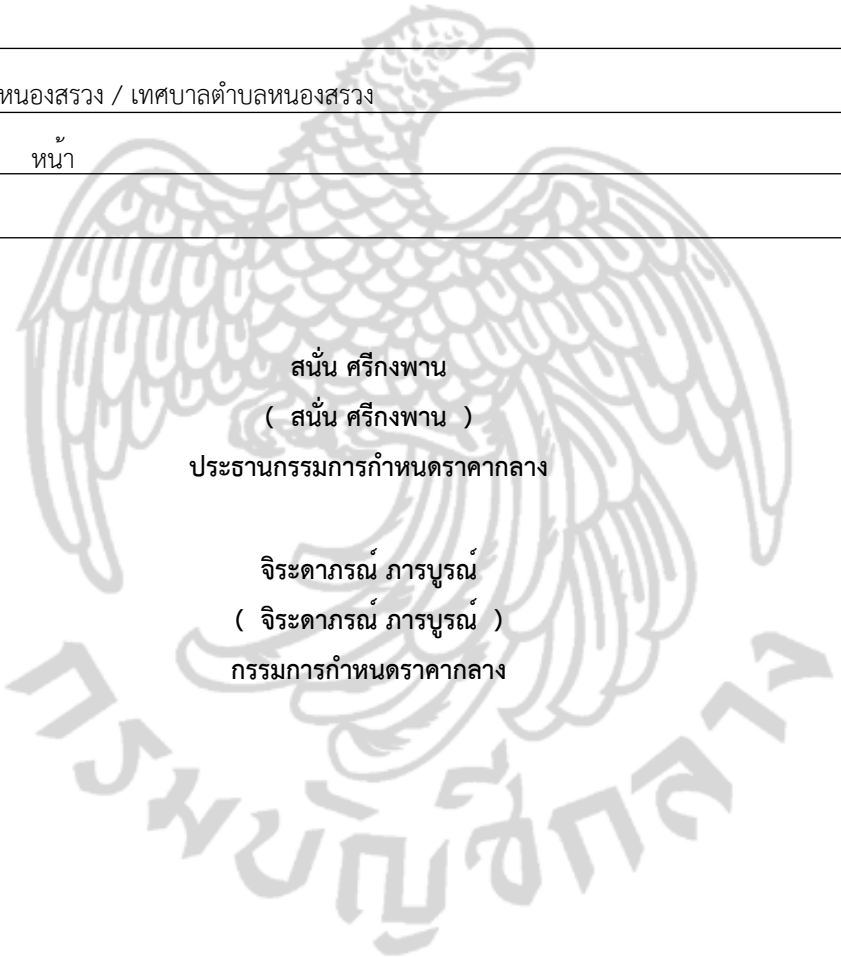 หนองสรวง / เทศบาลตำบลหนองสรวง
หน้า
สนั่น ศรีกงพาน
( สนั่น ศรีกงพาน )
ประธานกรรมการกำหนดราคากลาง
จิระดาภรณ์ ภารบูรณ์
( จิระดาภรณ์ ภารบูรณ์ )
กรรมการกำหนดราคากลาง
กรมบัญชีกลาง